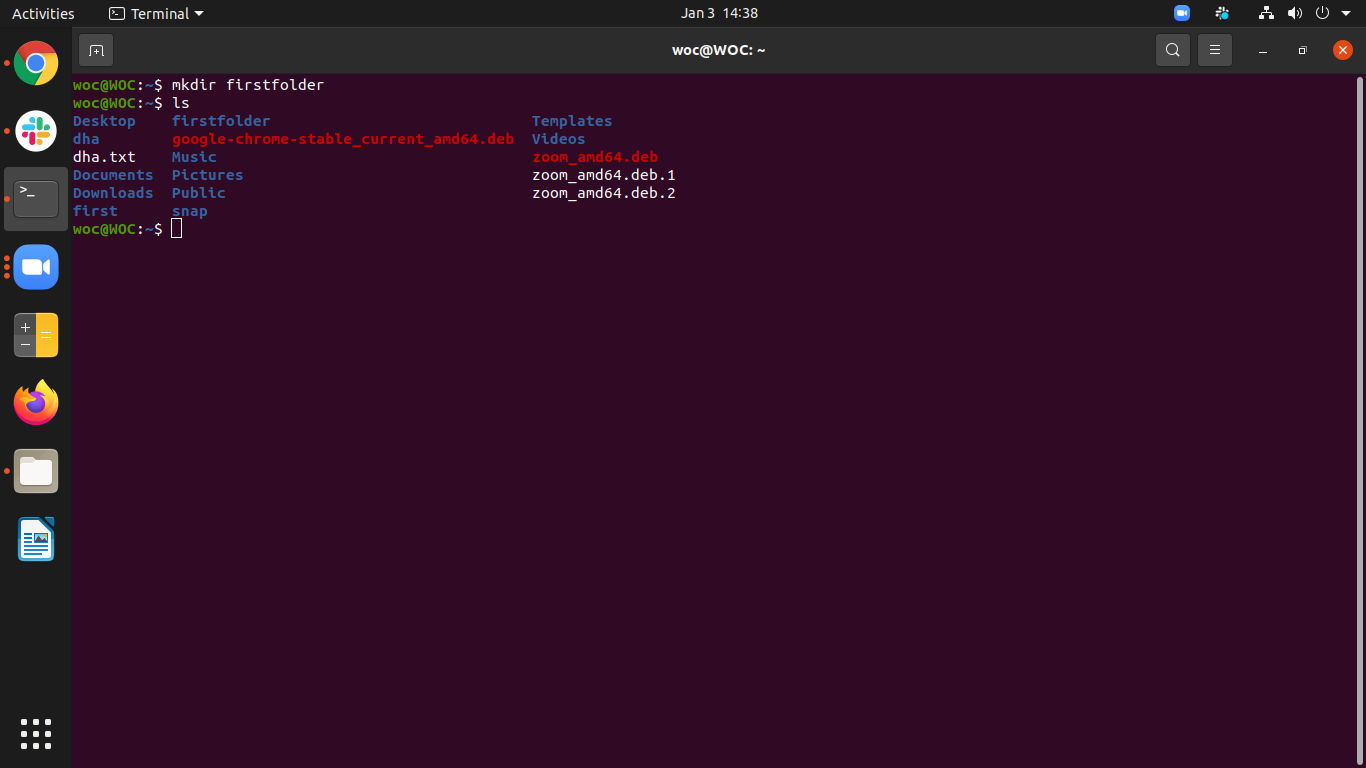 Activities Terminal Jan 3 14:38
woc@WOC: ~
woc@WOC:~$ mkdir firstfolder
woc@WOC:~$ ls
Desktop firstfolder Templates
dha google-chrome-stable_current_amd64.deb Videos
dha.txt Music zoom_amd64.deb
Documents Pictures zoom_amd64.deb.1
Downloads Public zoom_amd64.deb.2
first snap
woc@WOC:~$